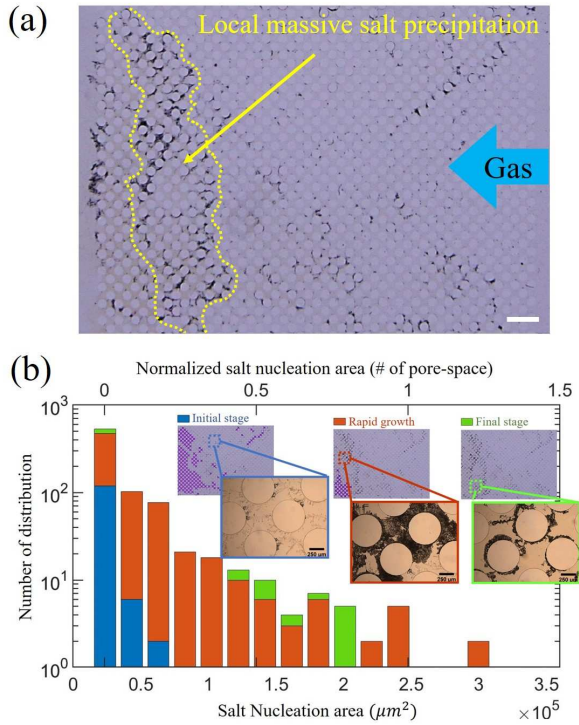 (a)
Local massive salt precipitation
Gas
(b)
Normalized salt nucleation area (# of pore-space)
0 0.5 1 1.5
10³
Initial stage
Rapid growth
Final stage
10²
250 µm
250 µm
250 µm
10¹
10⁰
Number of distribution
0 0.5 1 1.5 2 2.5 3 3.5
Salt Nucleation area (µm²)
× 10⁵